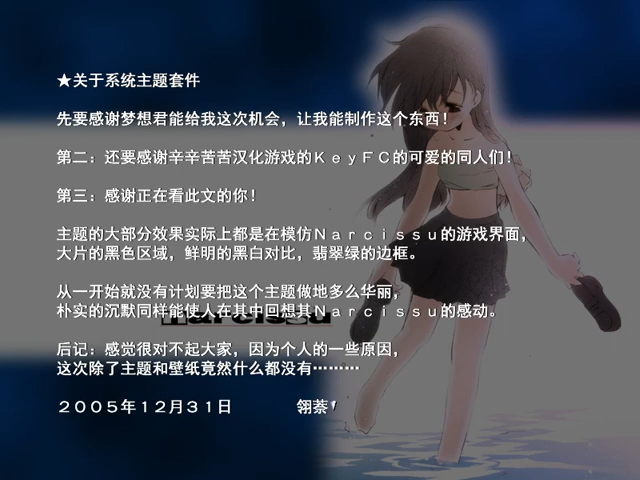 ★关于系统主题套件
先要感谢梦想君能给我这次机会，让我能制作这个东西！
第二：还要感谢辛辛苦苦汉化游戏的ＫｅｙＦＣ的可爱的同人们！
第三：感谢正在看此文的你！
主题的大部分效果实际上都是在模仿Ｎａｒｃｉｓｓｕ的游戏界面，
大片的黑色区域，鲜明的黑白对比，翡翠绿的边框。
从一开始就没有计划要把这个主题做地多么华丽，
朴实的沉默同样能使人在其中回想其Ｎａｒｃｉｓｓｕ的感动。
narcissu
后记：感觉很对不起大家，因为个人的一些原因，
这次除了主题和壁纸竟然什么都没有………
２００５年１２月３１日　　　　翎萘